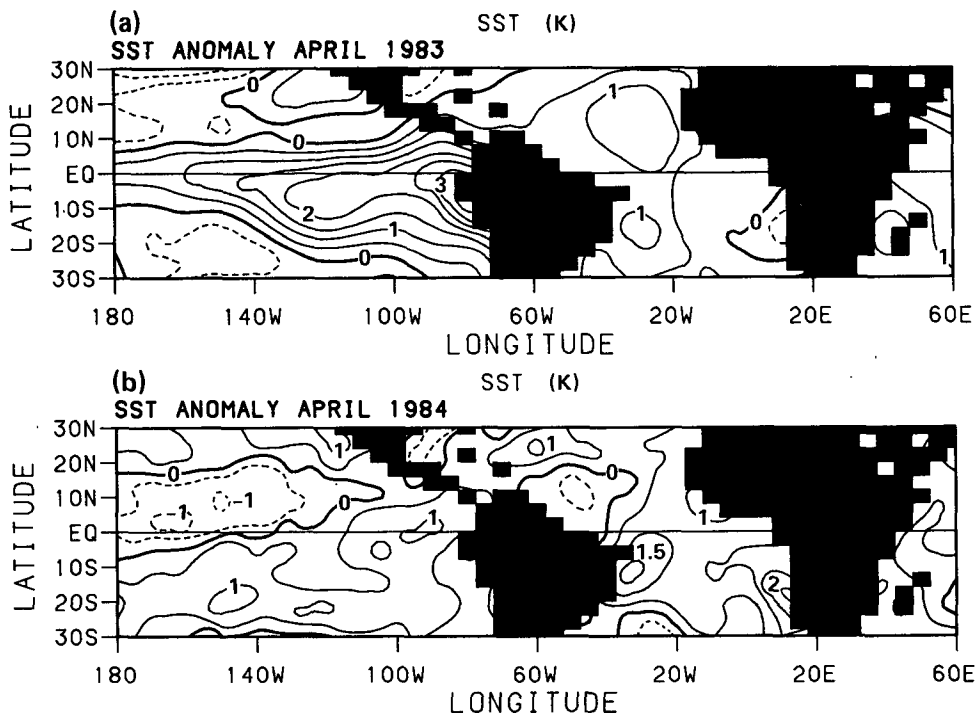 (a) SST (K)
SST ANOMALY APRIL 1983
30N
20N
10N
EQ
10S
20S
30S
LATITUDE
0 1 0 3 2 1 0 1 1 0 1
180 140W 100W 60W 20W 20E 60E
LONGITUDE
(b) SST (K)
SST ANOMALY APRIL 1984
30N
20N
10N
EQ
10S
20S
30S
LATITUDE
1 1 0 0 -1 0 1 1 1 1.5 1 2
180 140W 100W 60W 20W 20E 60E
LONGITUDE